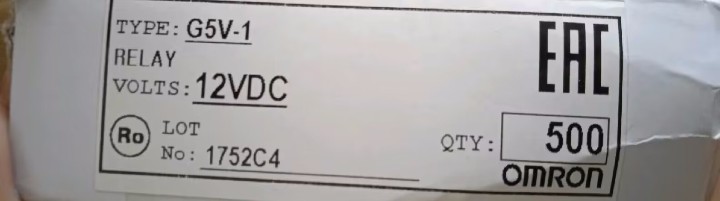 TYPE: G5V-1
RELAY
VOLTS: 12VDC
EAC
Ro
LOT
No: 1752C4
QTY: 500
OMRON